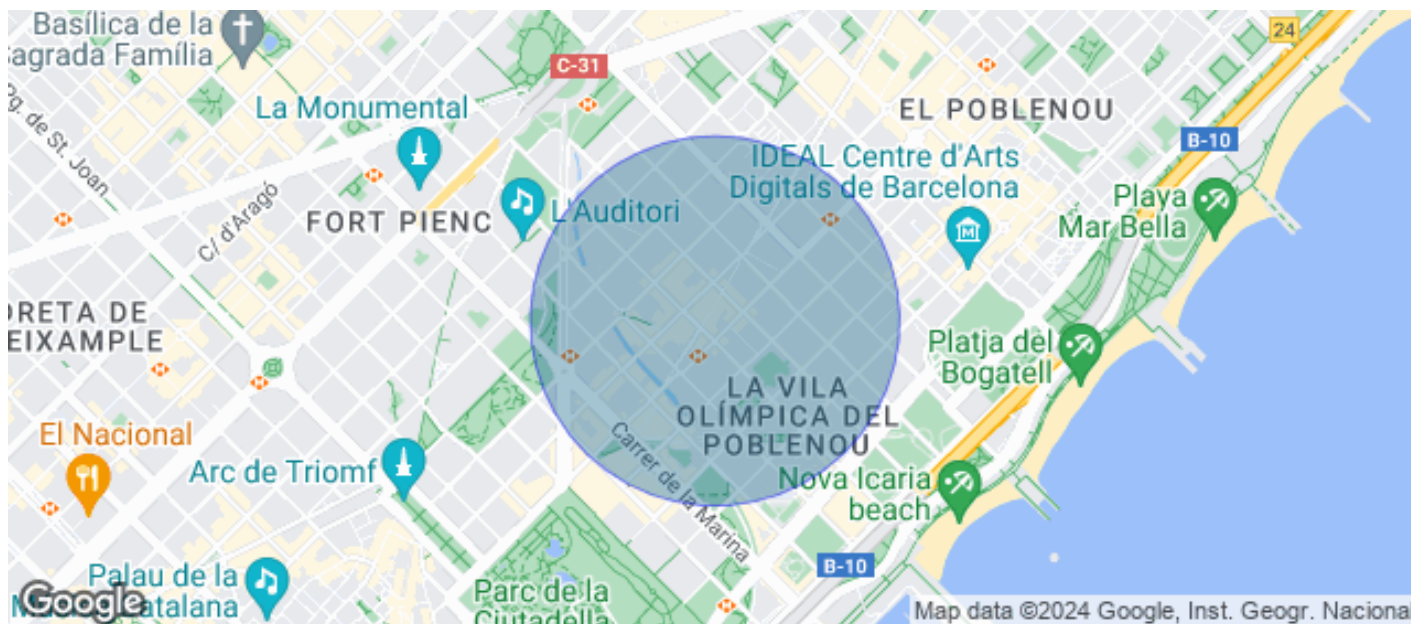 Basílica de la
Sagrada Família
24
C-31
La Monumental
EL POBLENOU
B-10
Pg. de St. Joan
IDEAL Centre d'Arts
Digitals de Barcelona
Playa
Mar Bella
C/ d'Aragó
FORT PIENC
L'Auditori
DRETA DE
EIXAMPLE
Platja del
Bogatell
LA VILA
OLÍMPICA DEL
POBLENOU
El Nacional
Arc de Triomf
Carrer de la Marina
Nova Icaria
beach
B-10
Palau de la
Música Catalana
Parc de la
Ciutadella
Google
Map data ©2024 Google, Inst. Geogr. Nacional